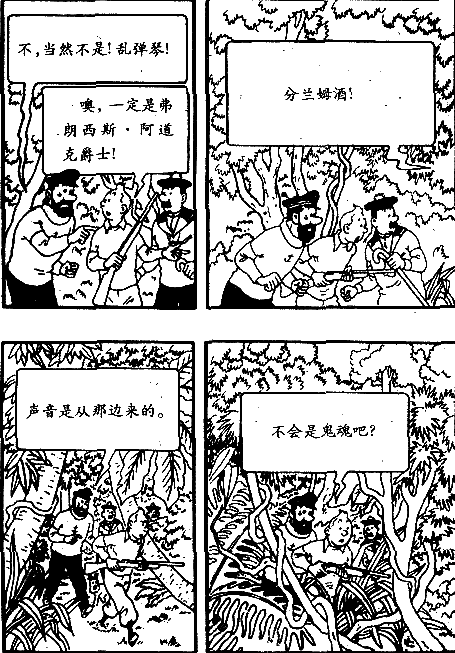 不,当然不是!乱弹琴!
噢,一定是弗
朗西斯·阿道
克爵士!
分兰姆酒!
声音是从那边来的。
不会是鬼魂吧?